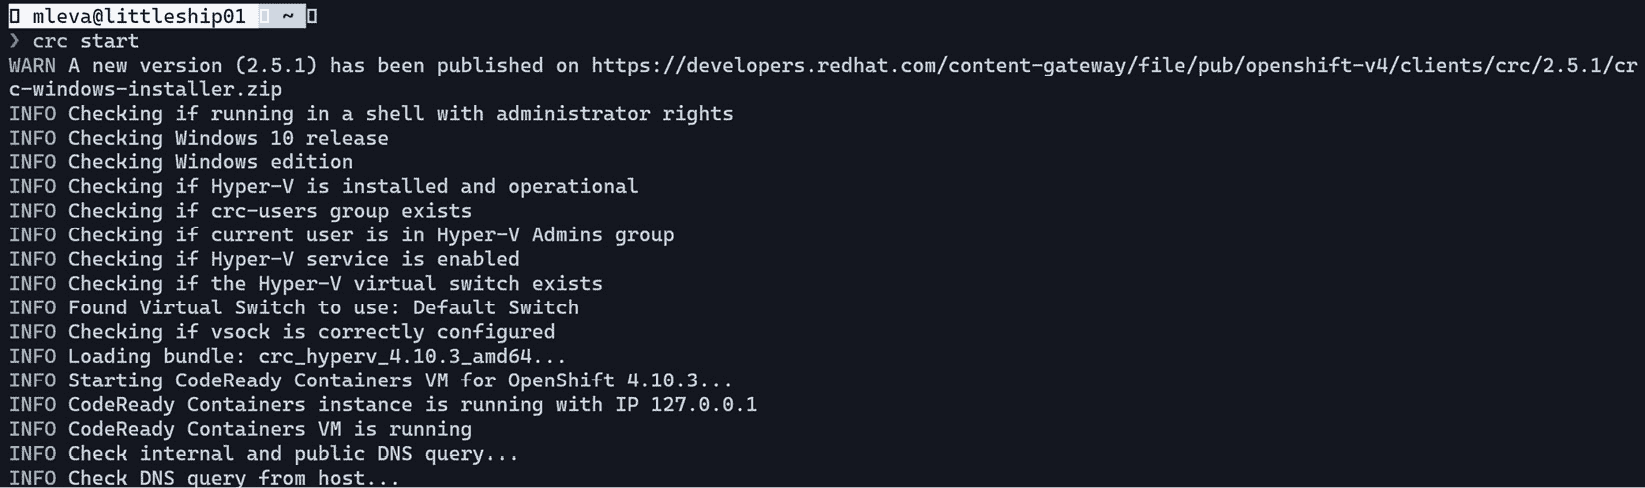 mleva@littleship01 ~
❯ crc start
WARN A new version (2.5.1) has been published on https://developers.redhat.com/content-gateway/file/pub/openshift-v4/clients/crc/2.5.1/cr
c-windows-installer.zip
INFO Checking if running in a shell with administrator rights
INFO Checking Windows 10 release
INFO Checking Windows edition
INFO Checking if Hyper-V is installed and operational
INFO Checking if crc-users group exists
INFO Checking if current user is in Hyper-V Admins group
INFO Checking if Hyper-V service is enabled
INFO Checking if the Hyper-V virtual switch exists
INFO Found Virtual Switch to use: Default Switch
INFO Checking if vsock is correctly configured
INFO Loading bundle: crc_hyperv_4.10.3_amd64...
INFO Starting CodeReady Containers VM for OpenShift 4.10.3...
INFO CodeReady Containers instance is running with IP 127.0.0.1
INFO CodeReady Containers VM is running
INFO Check internal and public DNS query...
INFO Check DNS query from host...